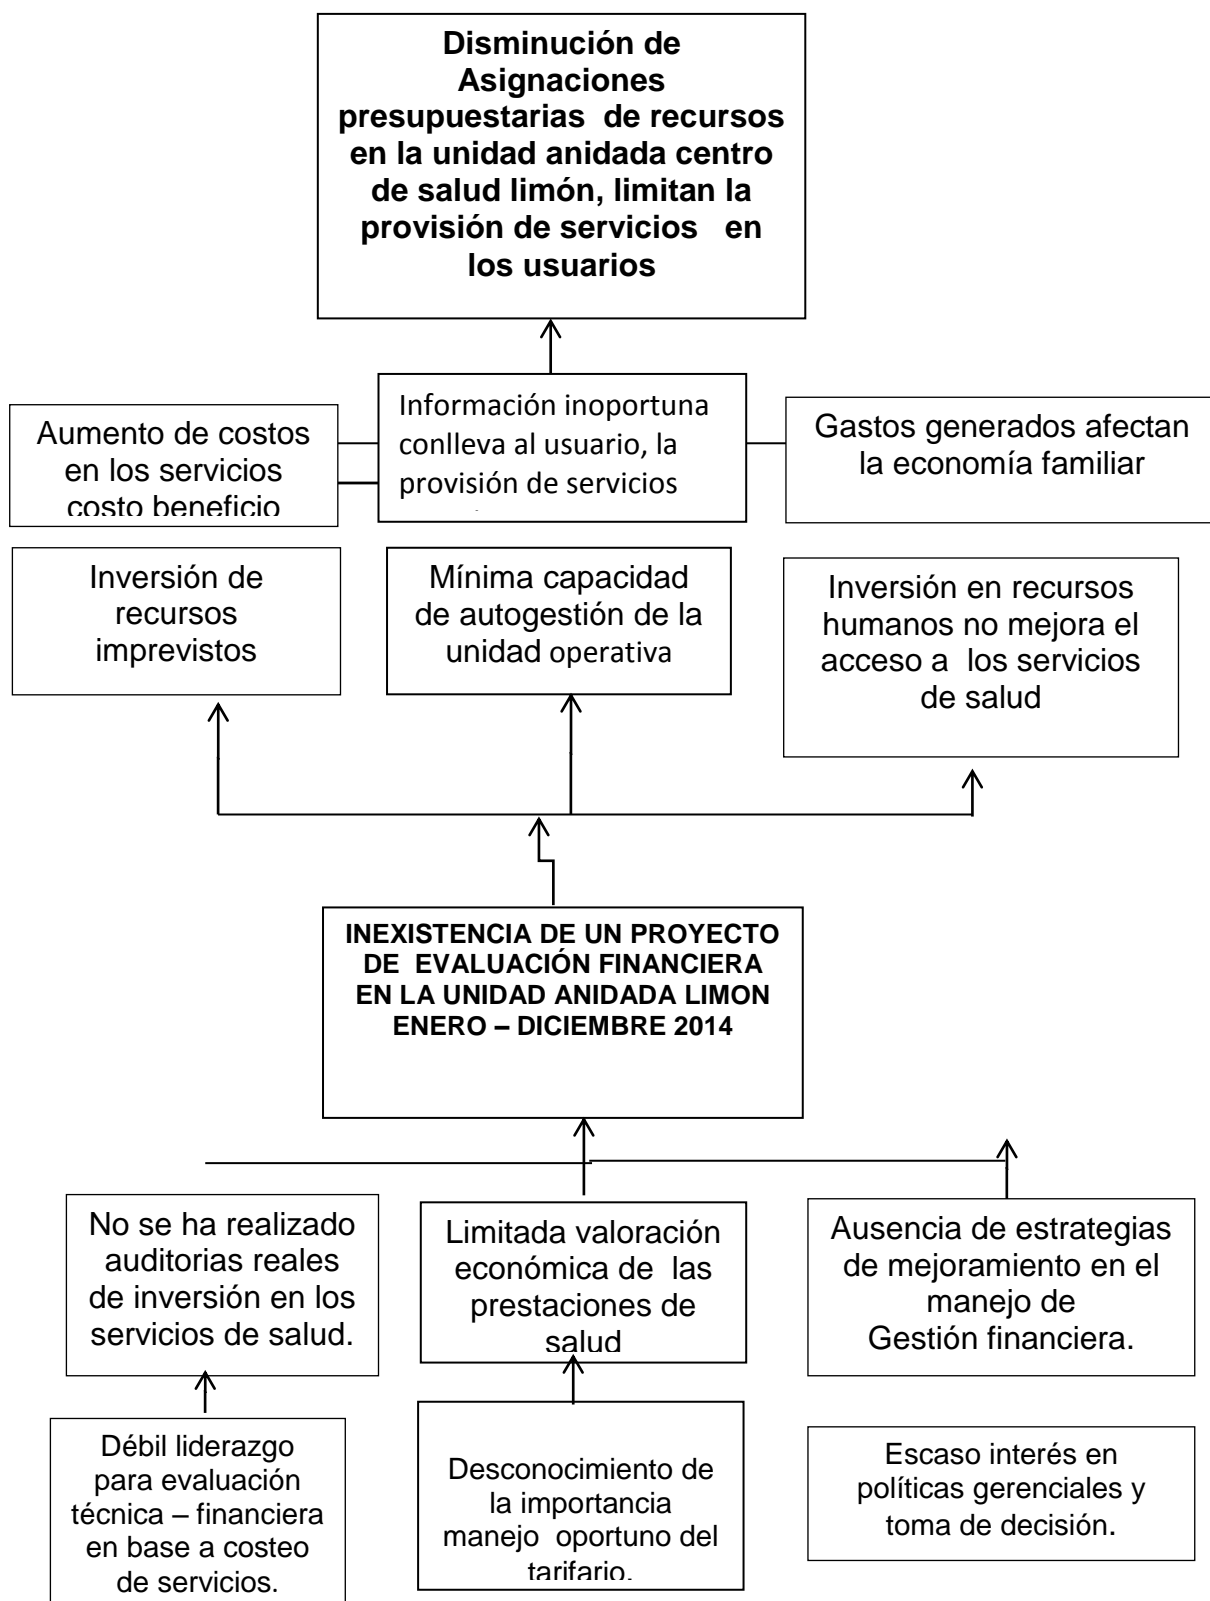 Disminución de
Asignaciones
presupuestarias de recursos
en la unidad anidada centro
de salud limón, limitan la
provisión de servicios en
los usuarios
Aumento de costos
en los servicios
costo beneficio
Información inoportuna
conlleva al usuario, la
provisión de servicios
Gastos generados afectan
la economía familiar
Inversión de
recursos
imprevistos
Mínima capacidad
de autogestión de la
unidad operativa
Inversión en recursos
humanos no mejora el
acceso a los servicios
de salud
INEXISTENCIA DE UN PROYECTO
DE EVALUACIÓN FINANCIERA
EN LA UNIDAD ANIDADA LIMON
ENERO – DICIEMBRE 2014
No se ha realizado
auditorias reales
de inversión en los
servicios de salud.
Limitada valoración
económica de las
prestaciones de
salud
Ausencia de estrategias
de mejoramiento en el
manejo de
Gestión financiera.
Débil liderazgo
para evaluación
técnica – financiera
en base a costeo
de servicios.
Desconocimiento de
la importancia
manejo oportuno del
tarifario.
Escaso interés en
políticas gerenciales y
toma de decisión.